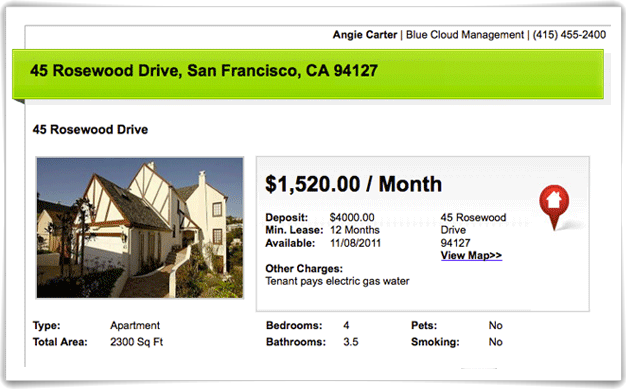 Angie Carter | Blue Cloud Management | (415) 455-2400
45 Rosewood Drive, San Francisco, CA 94127
45 Rosewood Drive
$1,520.00 / Month
Deposit: $4000.00
Min. Lease: 12 Months
Available: 11/08/2011
45 Rosewood
Drive
94127
View Map>>
Other Charges:
Tenant pays electric gas water
Type: Apartment
Total Area: 2300 Sq Ft
Bedrooms: 4
Bathrooms: 3.5
Pets: No
Smoking: No